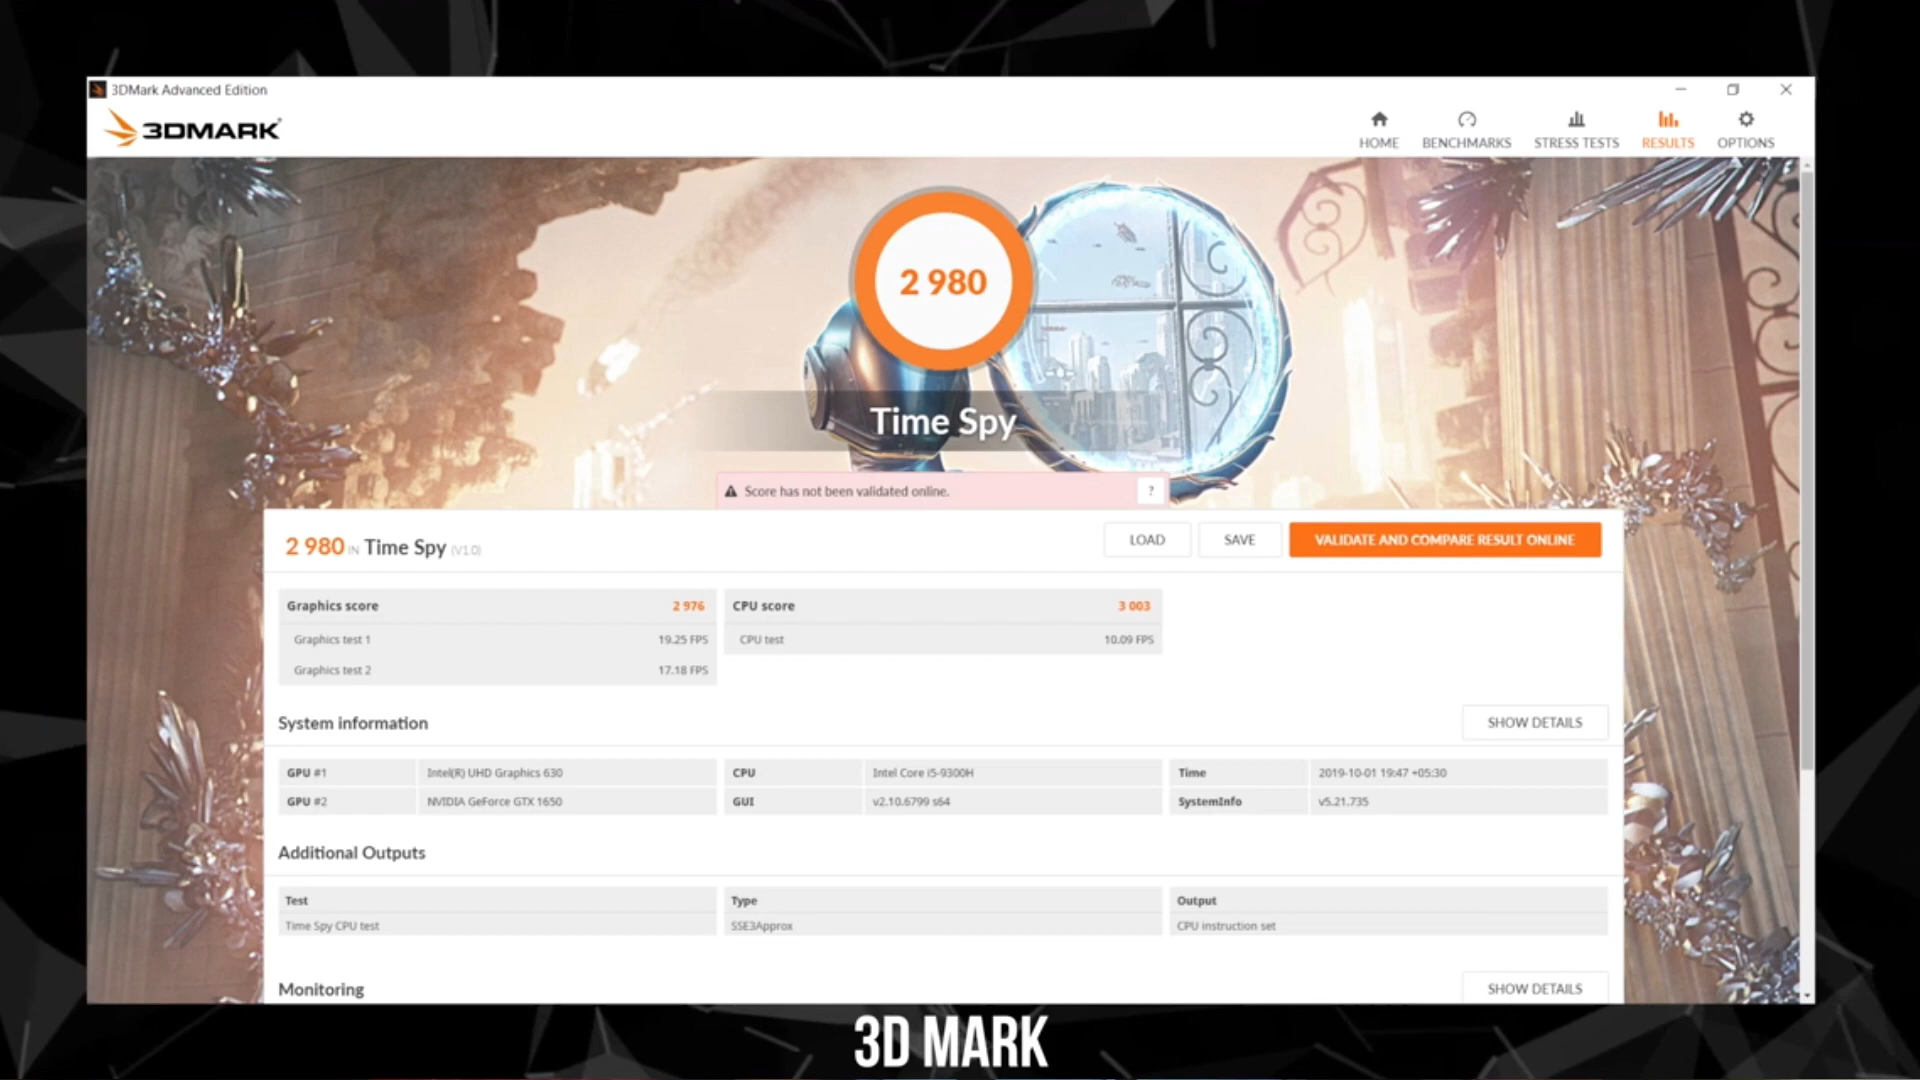 3DMark Advanced Edition
3DMARK
HOME BENCHMARKS STRESS TESTS RESULTS OPTIONS
2 980
Time Spy
Score has not been validated online. ?
2 980 IN Time Spy (V1.0)
LOAD SAVE VALIDATE AND COMPARE RESULT ONLINE
Graphics score 2 976 CPU score 3 003
Graphics test 1 19.25 FPS CPU test 10.09 FPS
Graphics test 2 17.18 FPS
System information SHOW DETAILS
GPU #1 Intel(R) UHD Graphics 630 CPU Intel Core i5-9300H Time 2019-10-01 19:47 +05:30
GPU #2 NVIDIA GeForce GTX 1650 GUI v2.10.6799 s64 SystemInfo v5.21.735
Additional Outputs
Test Type Output
Time Spy CPU test SSE3Approx CPU instruction set
Monitoring SHOW DETAILS
3D MARK